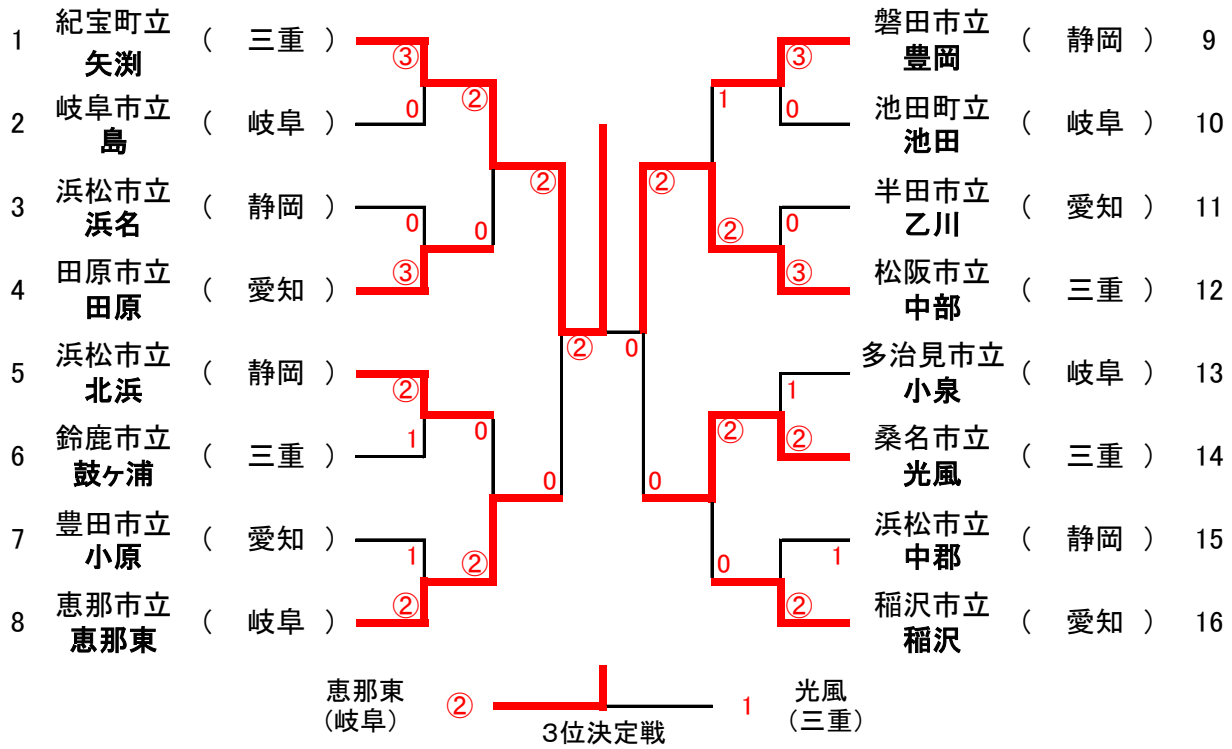 1 紀宝町立 矢渕 ( 三重 ) ③
2 岐阜市立 島 ( 岐阜 ) 0
②
3 浜松市立 浜名 ( 静岡 ) 0
4 田原市立 田原 ( 愛知 ) ③
0
②
5 浜松市立 北浜 ( 静岡 ) ②
6 鈴鹿市立 鼓ヶ浦 ( 三重 ) 1
0
7 豊田市立 小原 ( 愛知 ) 1
8 恵那市立 恵那東 ( 岐阜 ) ②
②
0
② 0
③ 磐田市立 豊岡 ( 静岡 ) 9
0 池田町立 池田 ( 岐阜 ) 10
1
0 半田市立 乙川 ( 愛知 ) 11
③ 松阪市立 中部 ( 三重 ) 12
②
②
1 多治見市立 小泉 ( 岐阜 ) 13
② 桑名市立 光風 ( 三重 ) 14
②
1 浜松市立 中郡 ( 静岡 ) 15
② 稲沢市立 稲沢 ( 愛知 ) 16
0
0
恵那東 (岐阜) ② 1 光風 (三重)
3位決定戦